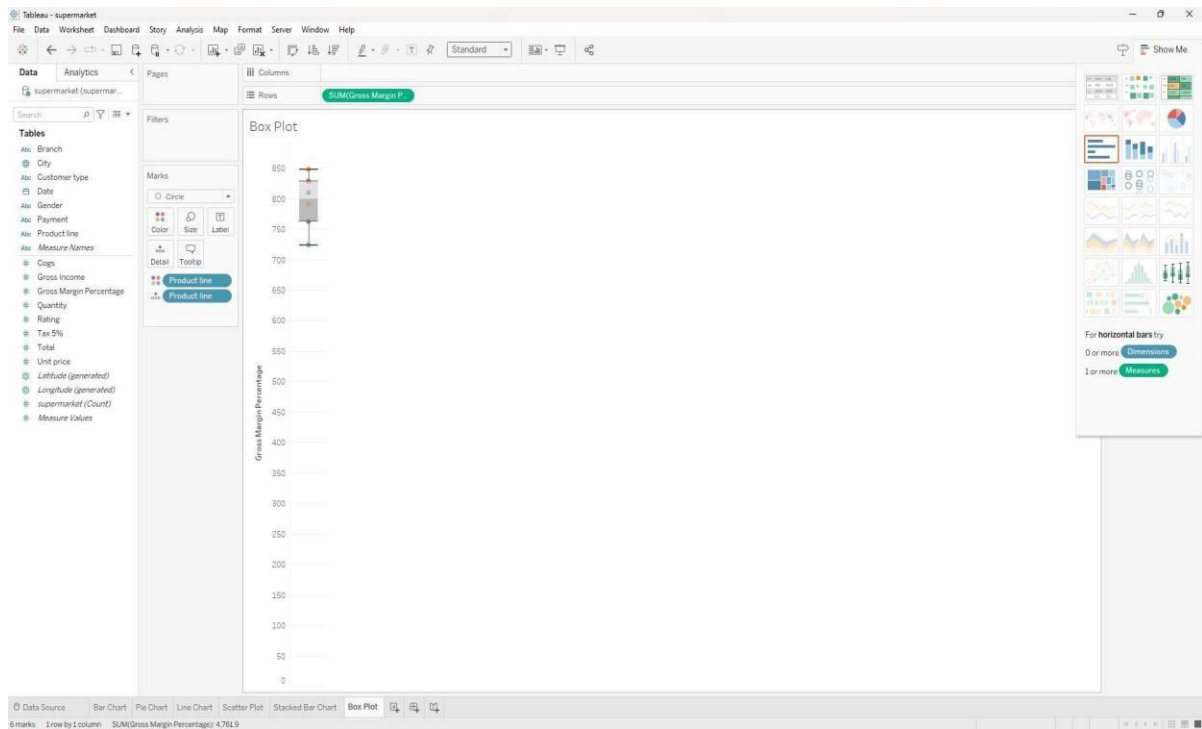 Tableau - supermarket
File Data Worksheet Dashboard Story Analysis Map Format Server Window Help
Standard
Show Me
Data Analytics
supermarket (supermar...
Search
Tables
Abc Branch
City
Abc Customer type
Date
Abc Gender
Abc Payment
Abc Product line
Abc Measure Names
# Cogs
# Gross Income
# Gross Margin Percentage
# Quantity
# Rating
# Tax 5%
# Total
# Unit price
Latitude (generated)
Longitude (generated)
# supermarket (Count)
# Measure Values
Pages
Filters
Marks
Circle
Color Size Label
Detail Tooltip
Product line
Product line
Columns
Rows SUM(Gross Margin P..
Box Plot
850
800
750
700
650
600
550
500
450
400
350
300
250
200
150
100
50
0
Gross Margin Percentage
For horizontal bars try
0 or more Dimensions
1 or more Measures
Data Source Bar Chart Pie Chart Line Chart Scatter Plot Stacked Bar Chart Box Plot
6 marks 1 row by 1 column SUM(Gross Margin Percentage): 4,761.9